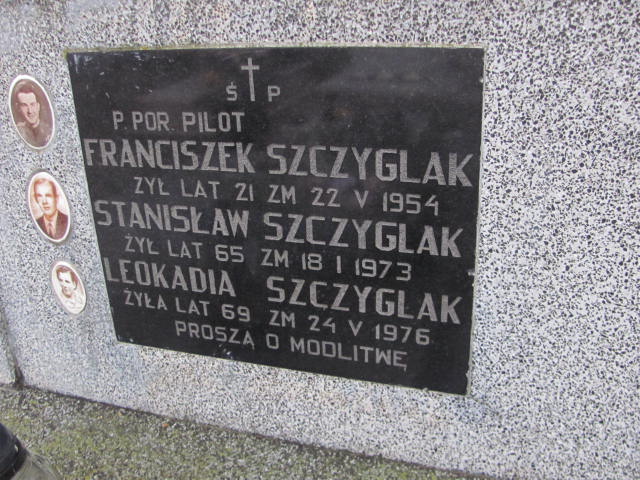 Ś P
P. POR. PILOT
FRANCISZEK SZCZYGLAK
ŻYŁ LAT 21 ZM 22 V 1954
STANISŁAW SZCZYGLAK
ŻYŁ LAT 65 ZM 18 I 1973
LEOKADIA SZCZYGLAK
ŻYŁA LAT 69 ZM 24 V 1976
PROSZĄ O MODLITWĘ